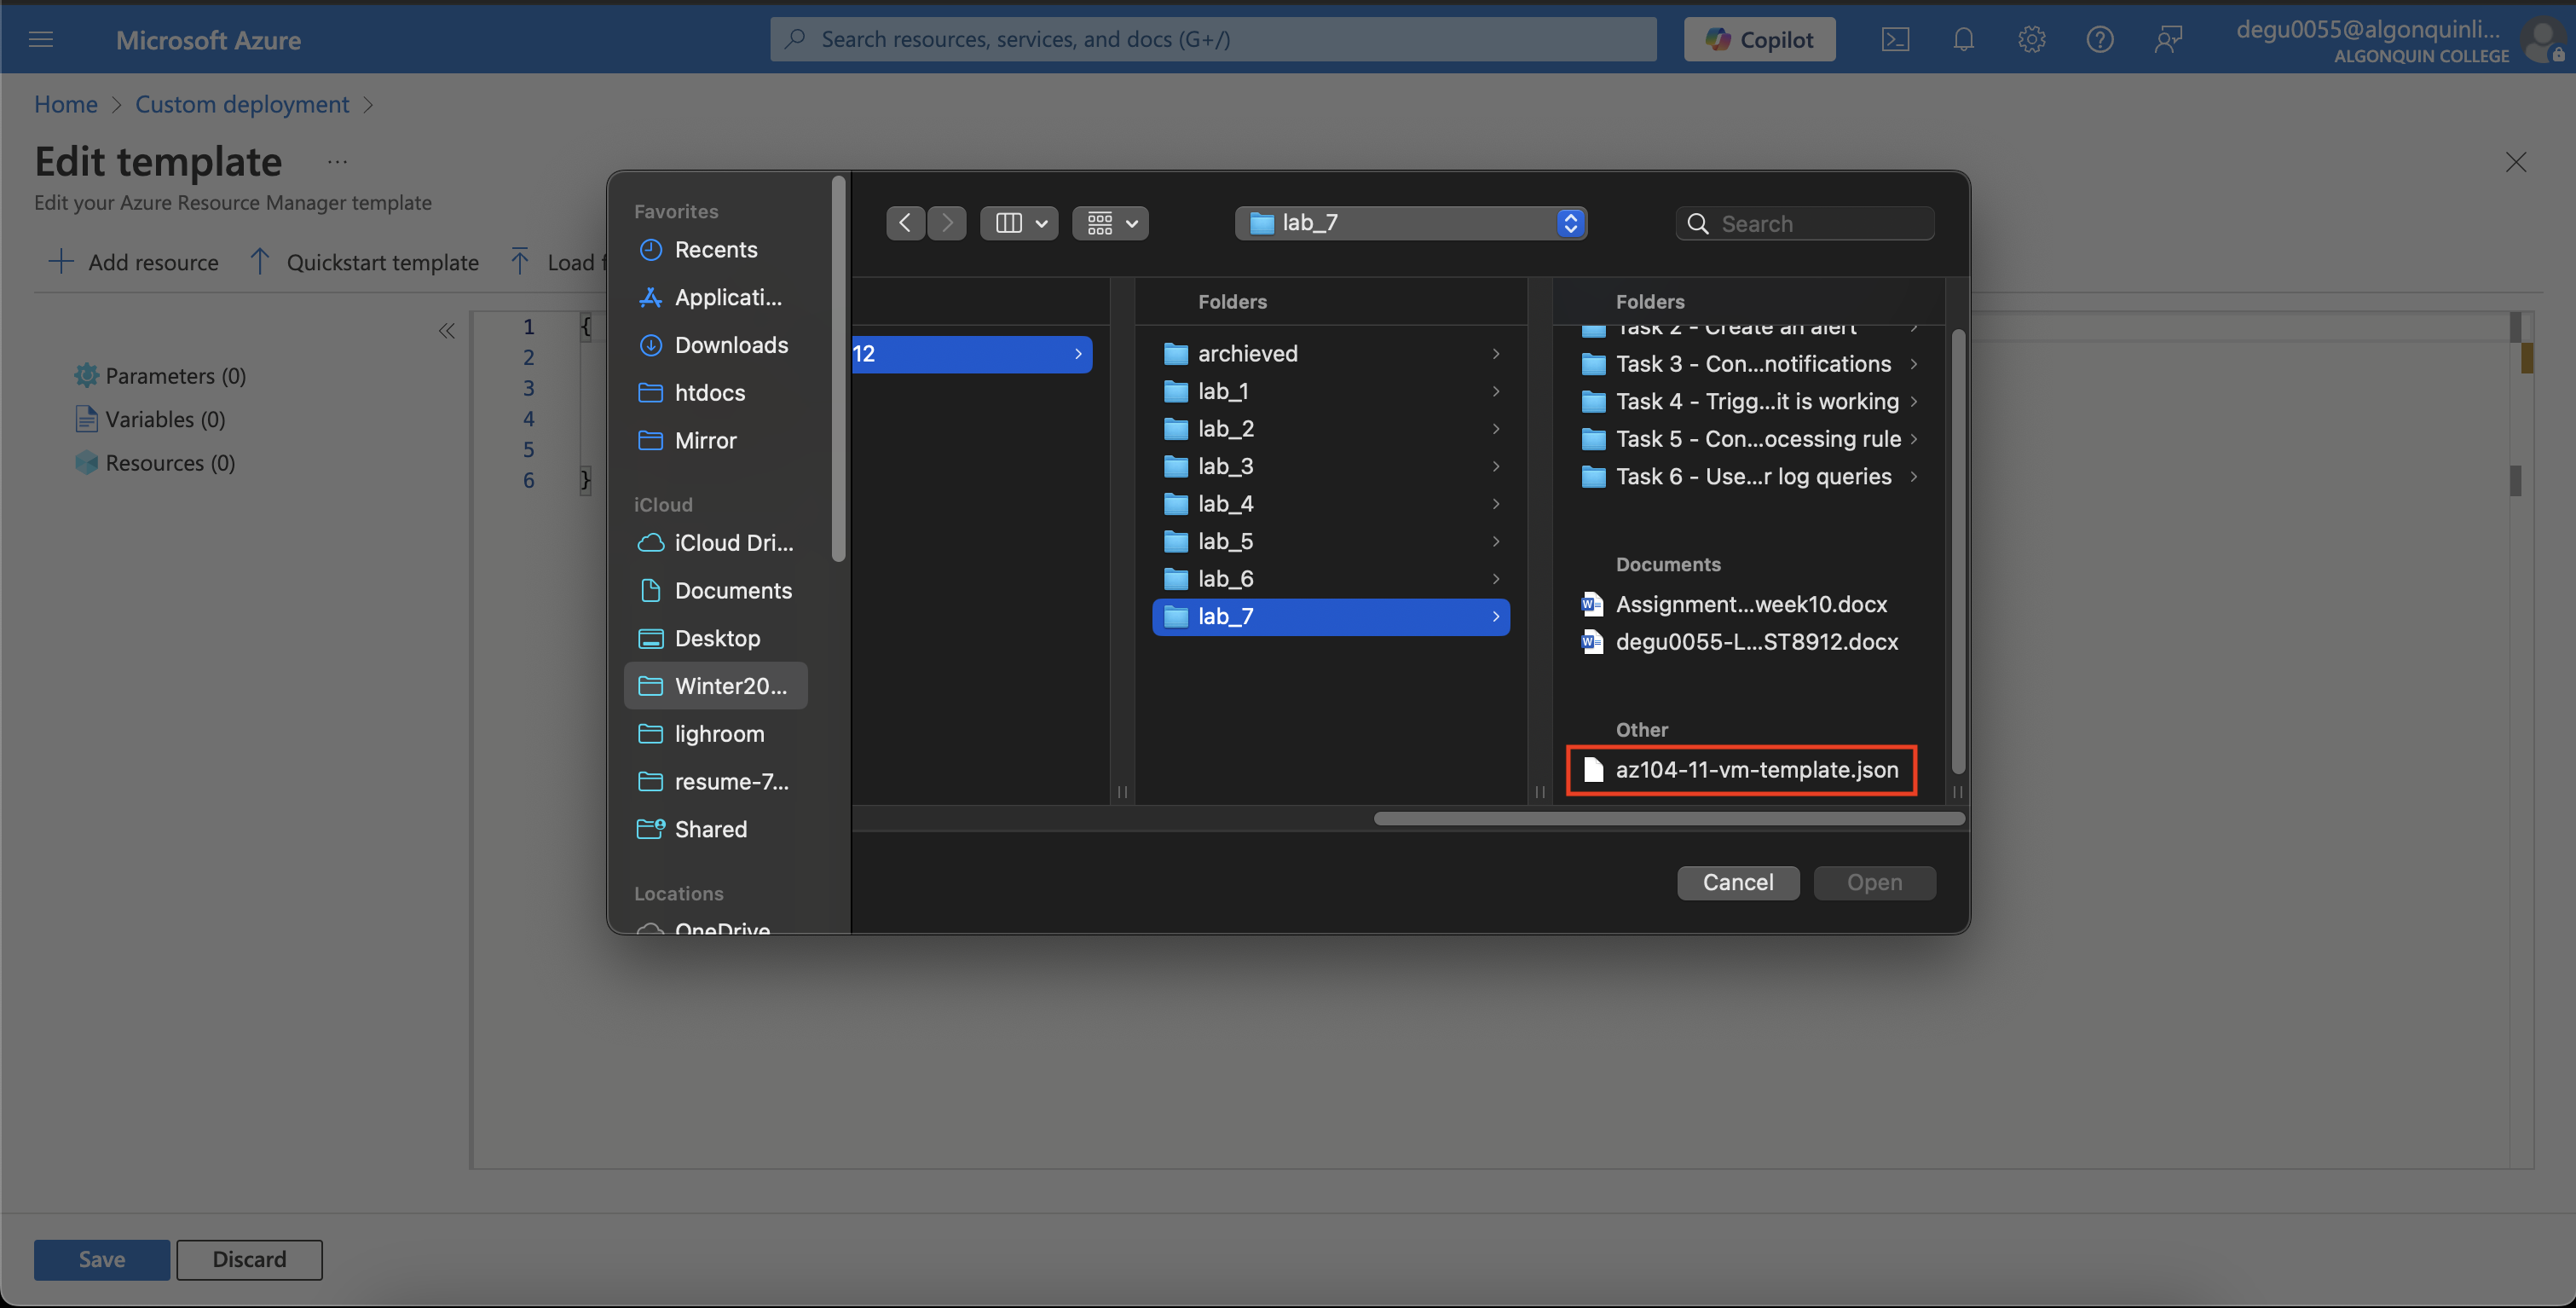 Microsoft Azure
Search resources, services, and docs (G+/)
Copilot
degu0055@algonquinli...
ALGONQUIN COLLEGE
Home > Custom deployment >
Edit template ...
Edit your Azure Resource Manager template
Add resource
Quickstart template
Load f
Parameters (0)
Variables (0)
Resources (0)
1 {
2
3
4
5
6 }
Favorites
Recents
Applicati...
Downloads
htdocs
Mirror
iCloud
iCloud Dri...
Documents
Desktop
Winter20...
lighroom
resume-7...
Shared
Locations
OneDrive
lab_7
Search
12
Folders
archieved
lab_1
lab_2
lab_3
lab_4
lab_5
lab_6
lab_7
Folders
Task 2 - Create an alert
Task 3 - Con...notifications
Task 4 - Trigg...it is working
Task 5 - Con...ocessing rule
Task 6 - Use...r log queries
Documents
Assignment...week10.docx
degu0055-L...ST8912.docx
Other
az104-11-vm-template.json
Cancel
Open
Save
Discard